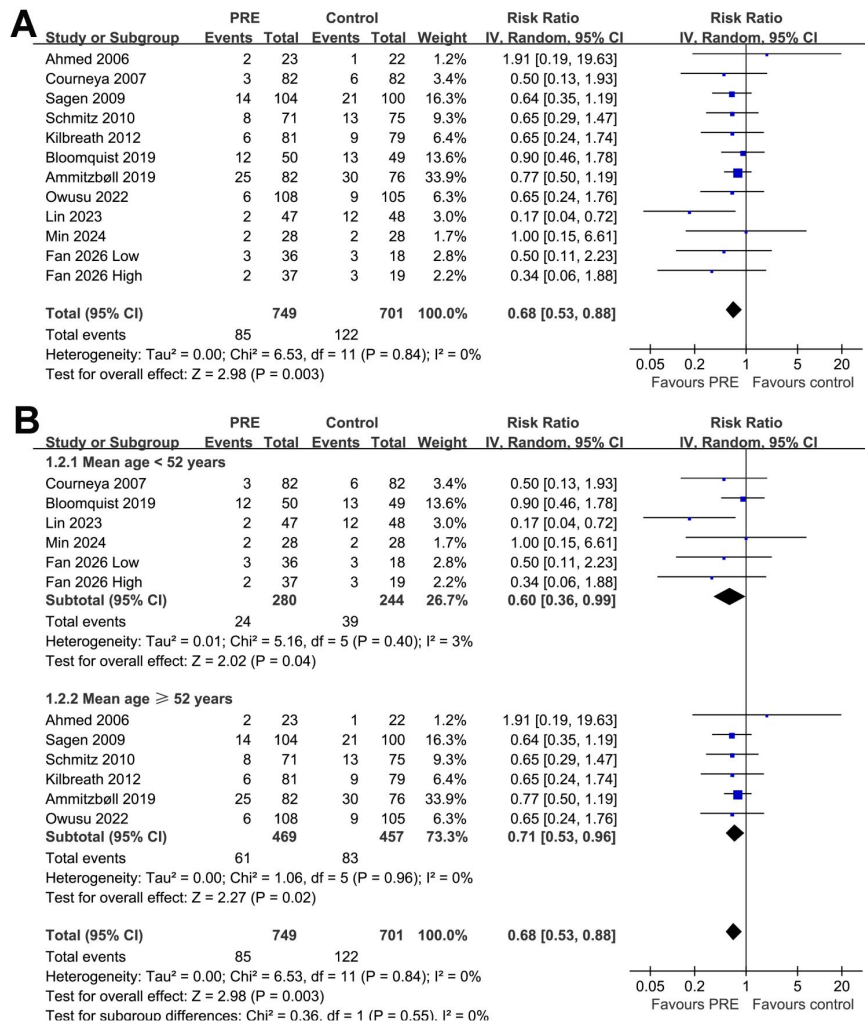 A
PRE Control Risk Ratio Risk Ratio
Study or Subgroup Events Total Events Total Weight IV, Random, 95% CI IV, Random, 95% CI
Ahmed 2006 2 23 1 22 1.2% 1.91 [0.19, 19.63]
Courneya 2007 3 82 6 82 3.4% 0.50 [0.13, 1.93]
Sagen 2009 14 104 21 100 16.3% 0.64 [0.35, 1.19]
Schmitz 2010 8 71 13 75 9.3% 0.65 [0.29, 1.47]
Kilbreath 2012 6 81 9 79 6.4% 0.65 [0.24, 1.74]
Bloomquist 2019 12 50 13 49 13.6% 0.90 [0.46, 1.78]
Ammitzbøll 2019 25 82 30 76 33.9% 0.77 [0.50, 1.19]
Owusu 2022 6 108 9 105 6.3% 0.65 [0.24, 1.76]
Lin 2023 2 47 12 48 3.0% 0.17 [0.04, 0.72]
Min 2024 2 28 2 28 1.7% 1.00 [0.15, 6.61]
Fan 2026 Low 3 36 3 18 2.8% 0.50 [0.11, 2.23]
Fan 2026 High 2 37 3 19 2.2% 0.34 [0.06, 1.88]
Total (95% CI) 749 701 100.0% 0.68 [0.53, 0.88]
Total events 85 122
Heterogeneity: Tau² = 0.00; Chi² = 6.53, df = 11 (P = 0.84); I² = 0%
Test for overall effect: Z = 2.98 (P = 0.003)
0.05 0.2 1 5 20
Favours PRE Favours control
B
PRE Control Risk Ratio Risk Ratio
Study or Subgroup Events Total Events Total Weight IV, Random, 95% CI IV, Random, 95% CI
1.2.1 Mean age < 52 years
Courneya 2007 3 82 6 82 3.4% 0.50 [0.13, 1.93]
Bloomquist 2019 12 50 13 49 13.6% 0.90 [0.46, 1.78]
Lin 2023 2 47 12 48 3.0% 0.17 [0.04, 0.72]
Min 2024 2 28 2 28 1.7% 1.00 [0.15, 6.61]
Fan 2026 Low 3 36 3 18 2.8% 0.50 [0.11, 2.23]
Fan 2026 High 2 37 3 19 2.2% 0.34 [0.06, 1.88]
Subtotal (95% CI) 280 244 26.7% 0.60 [0.36, 0.99]
Total events 24 39
Heterogeneity: Tau² = 0.01; Chi² = 5.16, df = 5 (P = 0.40); I² = 3%
Test for overall effect: Z = 2.02 (P = 0.04)
1.2.2 Mean age ⩾ 52 years
Ahmed 2006 2 23 1 22 1.2% 1.91 [0.19, 19.63]
Sagen 2009 14 104 21 100 16.3% 0.64 [0.35, 1.19]
Schmitz 2010 8 71 13 75 9.3% 0.65 [0.29, 1.47]
Kilbreath 2012 6 81 9 79 6.4% 0.65 [0.24, 1.74]
Ammitzbøll 2019 25 82 30 76 33.9% 0.77 [0.50, 1.19]
Owusu 2022 6 108 9 105 6.3% 0.65 [0.24, 1.76]
Subtotal (95% CI) 469 457 73.3% 0.71 [0.53, 0.96]
Total events 61 83
Heterogeneity: Tau² = 0.00; Chi² = 1.06, df = 5 (P = 0.96); I² = 0%
Test for overall effect: Z = 2.27 (P = 0.02)
Total (95% CI) 749 701 100.0% 0.68 [0.53, 0.88]
Total events 85 122
Heterogeneity: Tau² = 0.00; Chi² = 6.53, df = 11 (P = 0.84); I² = 0%
Test for overall effect: Z = 2.98 (P = 0.003)
Test for subgroup differences: Chi² = 0.36, df = 1 (P = 0.55), I² = 0%
0.05 0.2 1 5 20
Favours PRE Favours control